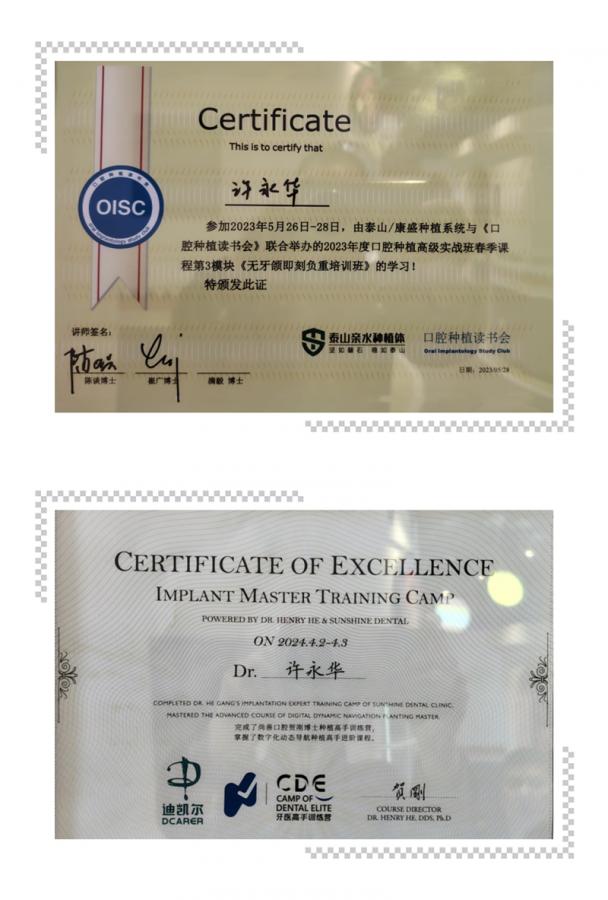 Certificate
This is to certify that
许永华
OISC
参加2023年5月26日-28日，由泰山/康盛种植系统与《口
腔种植读书会》联合举办的2023年度口腔种植高级实战班春季课
程第3模块《无牙颌即刻负重培训班》的学习！
特颁发此证
讲师签名：
陈谈博士
崔广博士
满毅 博士
泰山亲水种植体
坚如磐石 稳如泰山
口腔种植读书会
Oral Implantology Study Club
日期：2023/05/28
CERTIFICATE OF EXCELLENCE
IMPLANT MASTER TRAINING CAMP
POWERED BY DR. HENRY HE & SUNSHINE DENTAL
ON 2024.4.2-4.3
Dr. 许永华
COMPLETED DR. HE GANG'S IMPLANTATION EXPERT TRAINING CAMP OF SUNSHINE DENTAL CLINIC,
MASTERED THE ADVANCED COURSE OF DIGITAL DYNAMIC NAVIGATION PLANTING MASTER.
完成了尚善口腔贺刚博士种植高手训练营，
掌握了数字化动态导航种植高手进阶课程。
迪凯尔
DCARER
CDE
CAMP OF
DENTAL ELITE
牙医高手训练营
贺刚
COURSE DIRECTOR
DR. HENRY HE, DDS, Ph.D